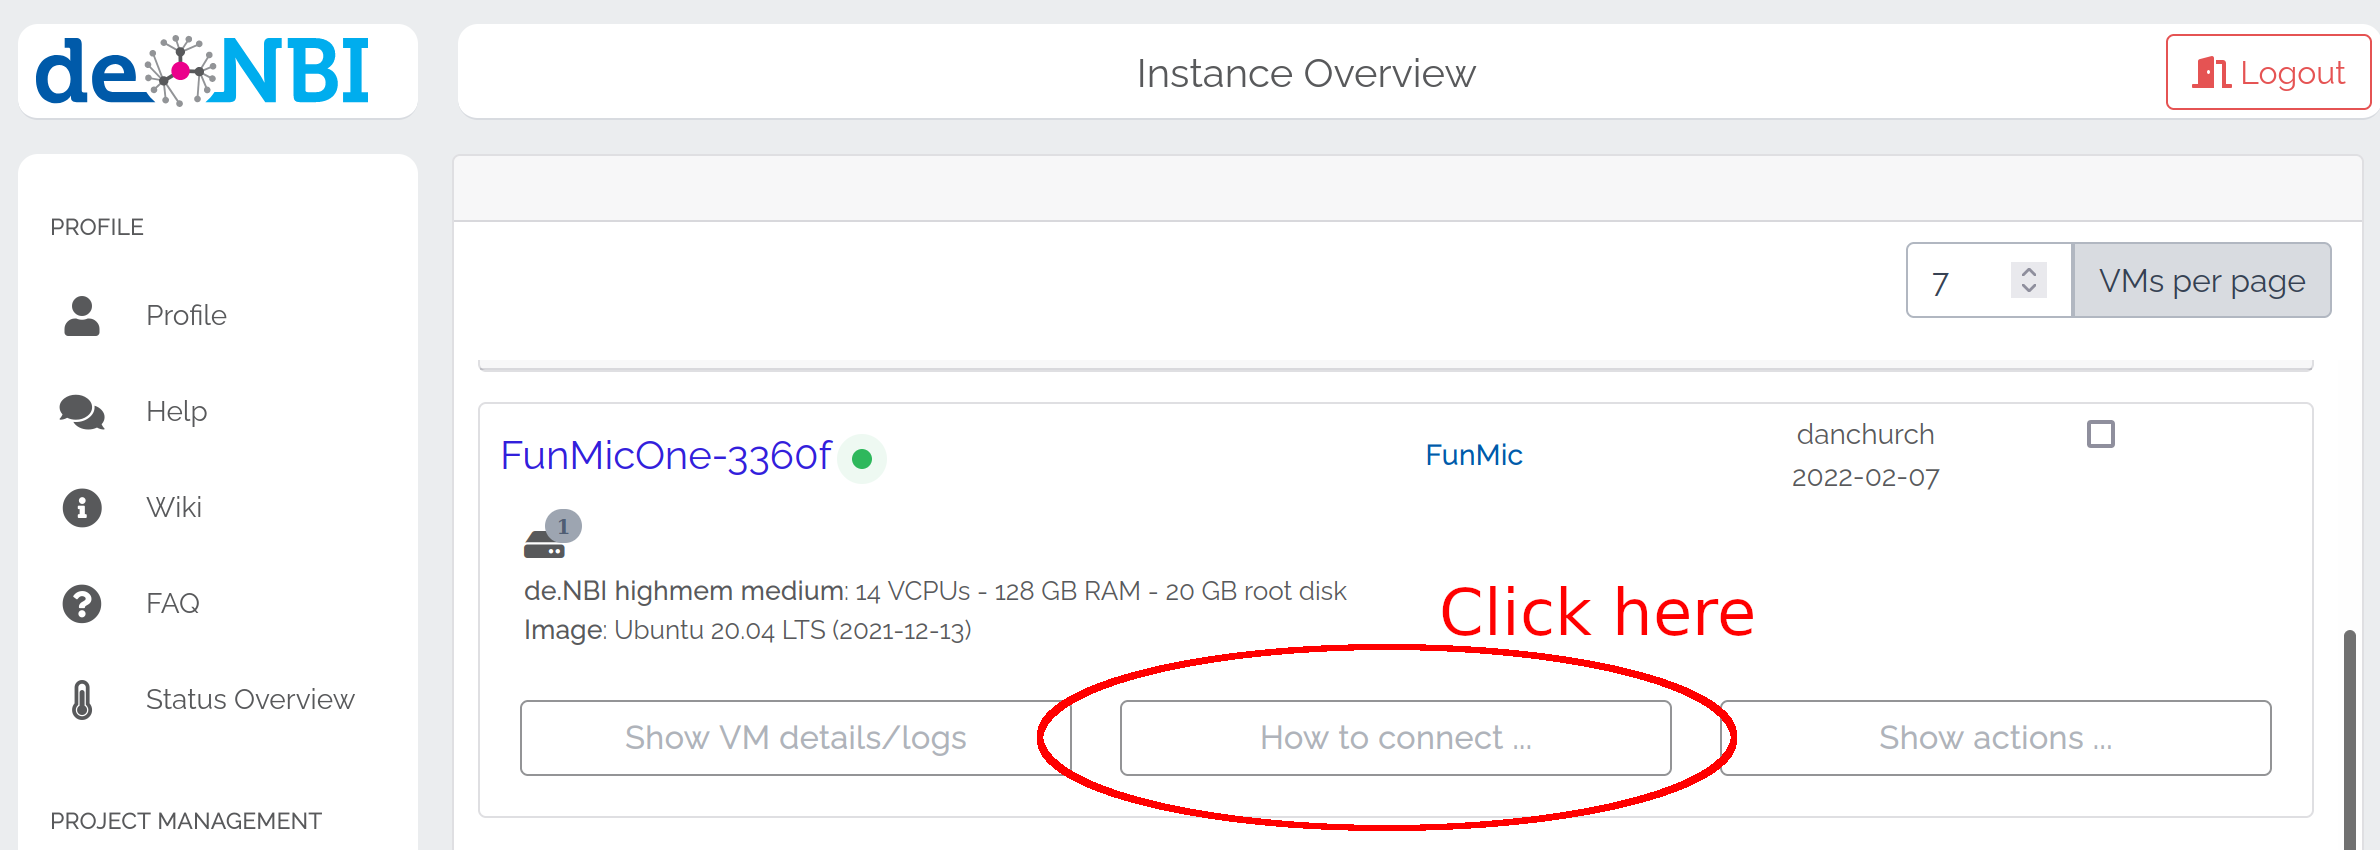 de NBI
Instance Overview
Logout
PROFILE
Profile
Help
Wiki
FAQ
Status Overview
PROJECT MANAGEMENT
7
VMs per page
FunMicOne-3360f
FunMic
danchurch
2022-02-07
1
de.NBI highmem medium: 14 VCPUs - 128 GB RAM - 20 GB root disk
Image: Ubuntu 20.04 LTS (2021-12-13)
Click here
Show VM details/logs
How to connect ...
Show actions ...